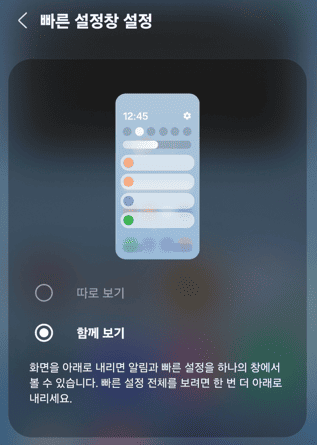 빠른 설정창 설정
12:45
따로 보기
함께 보기
화면을 아래로 내리면 알림과 빠른 설정을 하나의 창에서
볼 수 있습니다. 빠른 설정 전체를 보려면 한 번 더 아래로
내리세요.